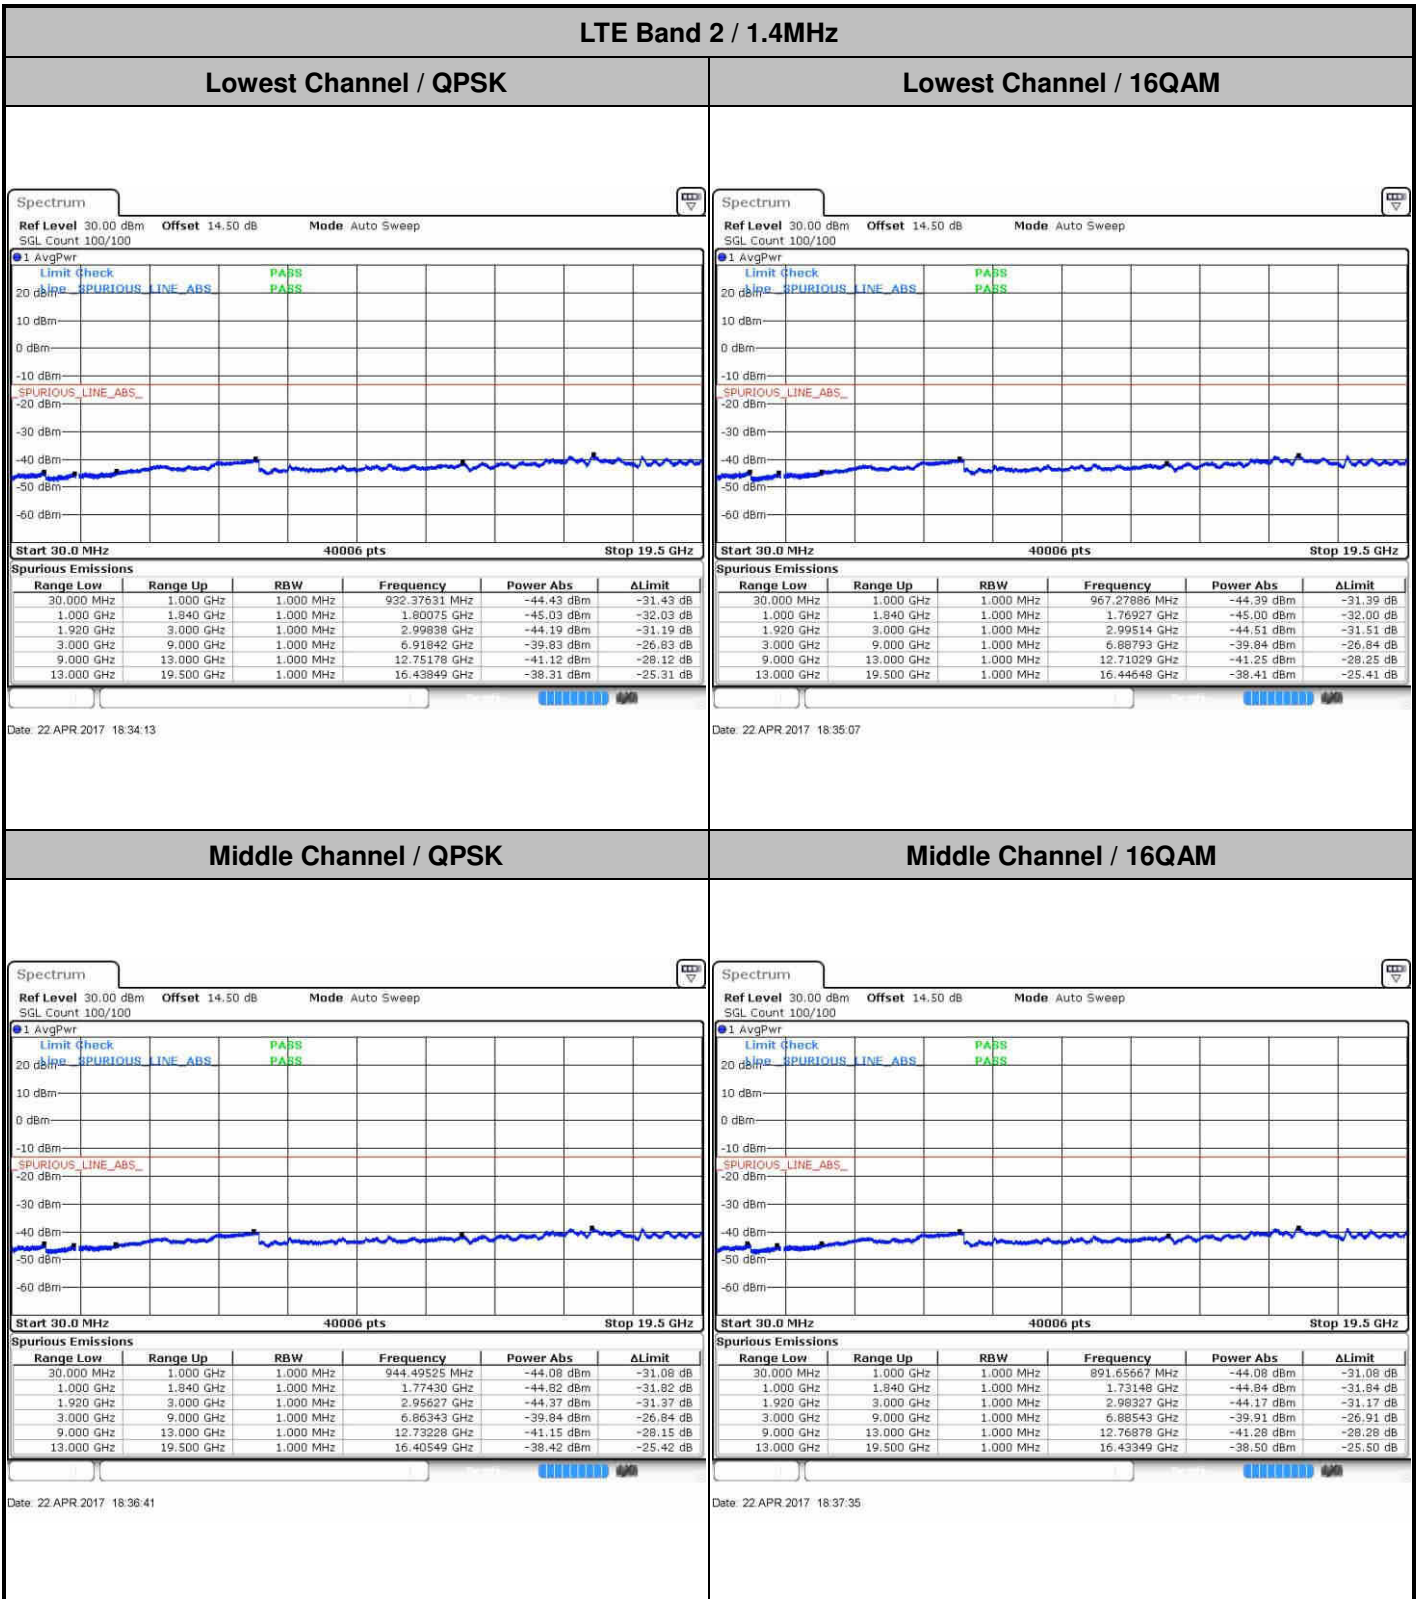 LTE Band 2 / 1.4MHz
Lowest Channel / QPSK
Lowest Channel / 16QAM
Spectrum
Ref Level 30.00 dBm Offset 14.50 dB Mode Auto Sweep
SGL Count 100/100
1 AvgPwr
Limit Check PASS
Line _SPURIOUS_LINE_ABS_ PASS
20 dBm
10 dBm
0 dBm
-10 dBm
_SPURIOUS_LINE_ABS_
-20 dBm
-30 dBm
-40 dBm
-50 dBm
-60 dBm
Start 30.0 MHz 40006 pts Stop 19.5 GHz
Spurious Emissions
Range Low Range Up RBW Frequency Power Abs ΔLimit
30.000 MHz 1.000 GHz 1.000 MHz 932.37631 MHz -44.43 dBm -31.43 dB
1.000 GHz 1.840 GHz 1.000 MHz 1.80075 GHz -45.03 dBm -32.03 dB
1.920 GHz 3.000 GHz 1.000 MHz 2.99838 GHz -44.19 dBm -31.19 dB
3.000 GHz 9.000 GHz 1.000 MHz 6.91842 GHz -39.83 dBm -26.83 dB
9.000 GHz 13.000 GHz 1.000 MHz 12.75178 GHz -41.12 dBm -28.12 dB
13.000 GHz 19.500 GHz 1.000 MHz 16.43849 GHz -38.31 dBm -25.31 dB
Date: 22.APR.2017 18:34:13
Spectrum
Ref Level 30.00 dBm Offset 14.50 dB Mode Auto Sweep
SGL Count 100/100
1 AvgPwr
Limit Check PASS
Line _SPURIOUS_LINE_ABS_ PASS
20 dBm
10 dBm
0 dBm
-10 dBm
_SPURIOUS_LINE_ABS_
-20 dBm
-30 dBm
-40 dBm
-50 dBm
-60 dBm
Start 30.0 MHz 40006 pts Stop 19.5 GHz
Spurious Emissions
Range Low Range Up RBW Frequency Power Abs ΔLimit
30.000 MHz 1.000 GHz 1.000 MHz 967.27886 MHz -44.39 dBm -31.39 dB
1.000 GHz 1.840 GHz 1.000 MHz 1.76927 GHz -45.00 dBm -32.00 dB
1.920 GHz 3.000 GHz 1.000 MHz 2.99514 GHz -44.51 dBm -31.51 dB
3.000 GHz 9.000 GHz 1.000 MHz 6.88793 GHz -39.84 dBm -26.84 dB
9.000 GHz 13.000 GHz 1.000 MHz 12.71029 GHz -41.25 dBm -28.25 dB
13.000 GHz 19.500 GHz 1.000 MHz 16.44648 GHz -38.41 dBm -25.41 dB
Date: 22.APR.2017 18:35:07
Middle Channel / QPSK
Middle Channel / 16QAM
Spectrum
Ref Level 30.00 dBm Offset 14.50 dB Mode Auto Sweep
SGL Count 100/100
1 AvgPwr
Limit Check PASS
Line _SPURIOUS_LINE_ABS_ PASS
20 dBm
10 dBm
0 dBm
-10 dBm
_SPURIOUS_LINE_ABS_
-20 dBm
-30 dBm
-40 dBm
-50 dBm
-60 dBm
Start 30.0 MHz 40006 pts Stop 19.5 GHz
Spurious Emissions
Range Low Range Up RBW Frequency Power Abs ΔLimit
30.000 MHz 1.000 GHz 1.000 MHz 944.49525 MHz -44.08 dBm -31.08 dB
1.000 GHz 1.840 GHz 1.000 MHz 1.77430 GHz -44.82 dBm -31.82 dB
1.920 GHz 3.000 GHz 1.000 MHz 2.95627 GHz -44.37 dBm -31.37 dB
3.000 GHz 9.000 GHz 1.000 MHz 6.86343 GHz -39.84 dBm -26.84 dB
9.000 GHz 13.000 GHz 1.000 MHz 12.73228 GHz -41.15 dBm -28.15 dB
13.000 GHz 19.500 GHz 1.000 MHz 16.40549 GHz -38.42 dBm -25.42 dB
Date: 22.APR.2017 18:36:41
Spectrum
Ref Level 30.00 dBm Offset 14.50 dB Mode Auto Sweep
SGL Count 100/100
1 AvgPwr
Limit Check PASS
Line _SPURIOUS_LINE_ABS_ PASS
20 dBm
10 dBm
0 dBm
-10 dBm
_SPURIOUS_LINE_ABS_
-20 dBm
-30 dBm
-40 dBm
-50 dBm
-60 dBm
Start 30.0 MHz 40006 pts Stop 19.5 GHz
Spurious Emissions
Range Low Range Up RBW Frequency Power Abs ΔLimit
30.000 MHz 1.000 GHz 1.000 MHz 891.65667 MHz -44.08 dBm -31.08 dB
1.000 GHz 1.840 GHz 1.000 MHz 1.73148 GHz -44.84 dBm -31.84 dB
1.920 GHz 3.000 GHz 1.000 MHz 2.98327 GHz -44.17 dBm -31.17 dB
3.000 GHz 9.000 GHz 1.000 MHz 6.88543 GHz -39.91 dBm -26.91 dB
9.000 GHz 13.000 GHz 1.000 MHz 12.76878 GHz -41.28 dBm -28.28 dB
13.000 GHz 19.500 GHz 1.000 MHz 16.43349 GHz -38.50 dBm -25.50 dB
Date: 22.APR.2017 18:37:35